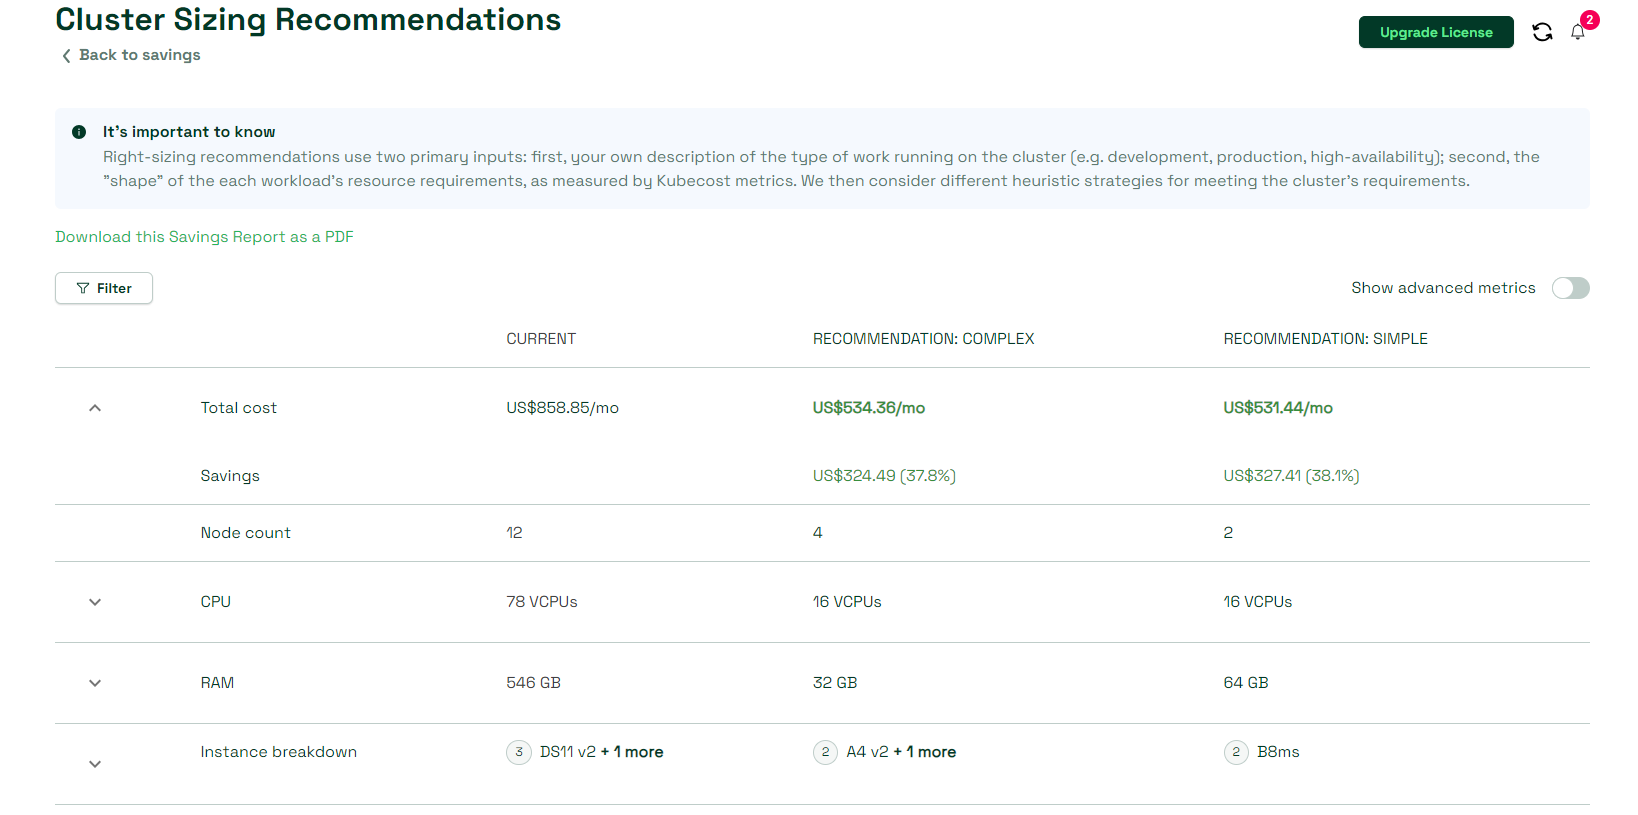 Cluster Sizing Recommendations
Back to savings
Upgrade License
2
It's important to know
Right-sizing recommendations use two primary inputs: first, your own description of the type of work running on the cluster (e.g. development, production, high-availability); second, the
"shape" of the each workload's resource requirements, as measured by Kubecost metrics. We then consider different heuristic strategies for meeting the cluster's requirements.
Download this Savings Report as a PDF
Filter
Show advanced metrics
CURRENT RECOMMENDATION: COMPLEX RECOMMENDATION: SIMPLE
Total cost US$858.85/mo US$534.36/mo US$531.44/mo
Savings US$324.49 (37.8%) US$327.41 (38.1%)
Node count 12 4 2
CPU 78 VCPUs 16 VCPUs 16 VCPUs
RAM 546 GB 32 GB 64 GB
Instance breakdown 3 DS11 v2 + 1 more 2 A4 v2 + 1 more 2 B8ms